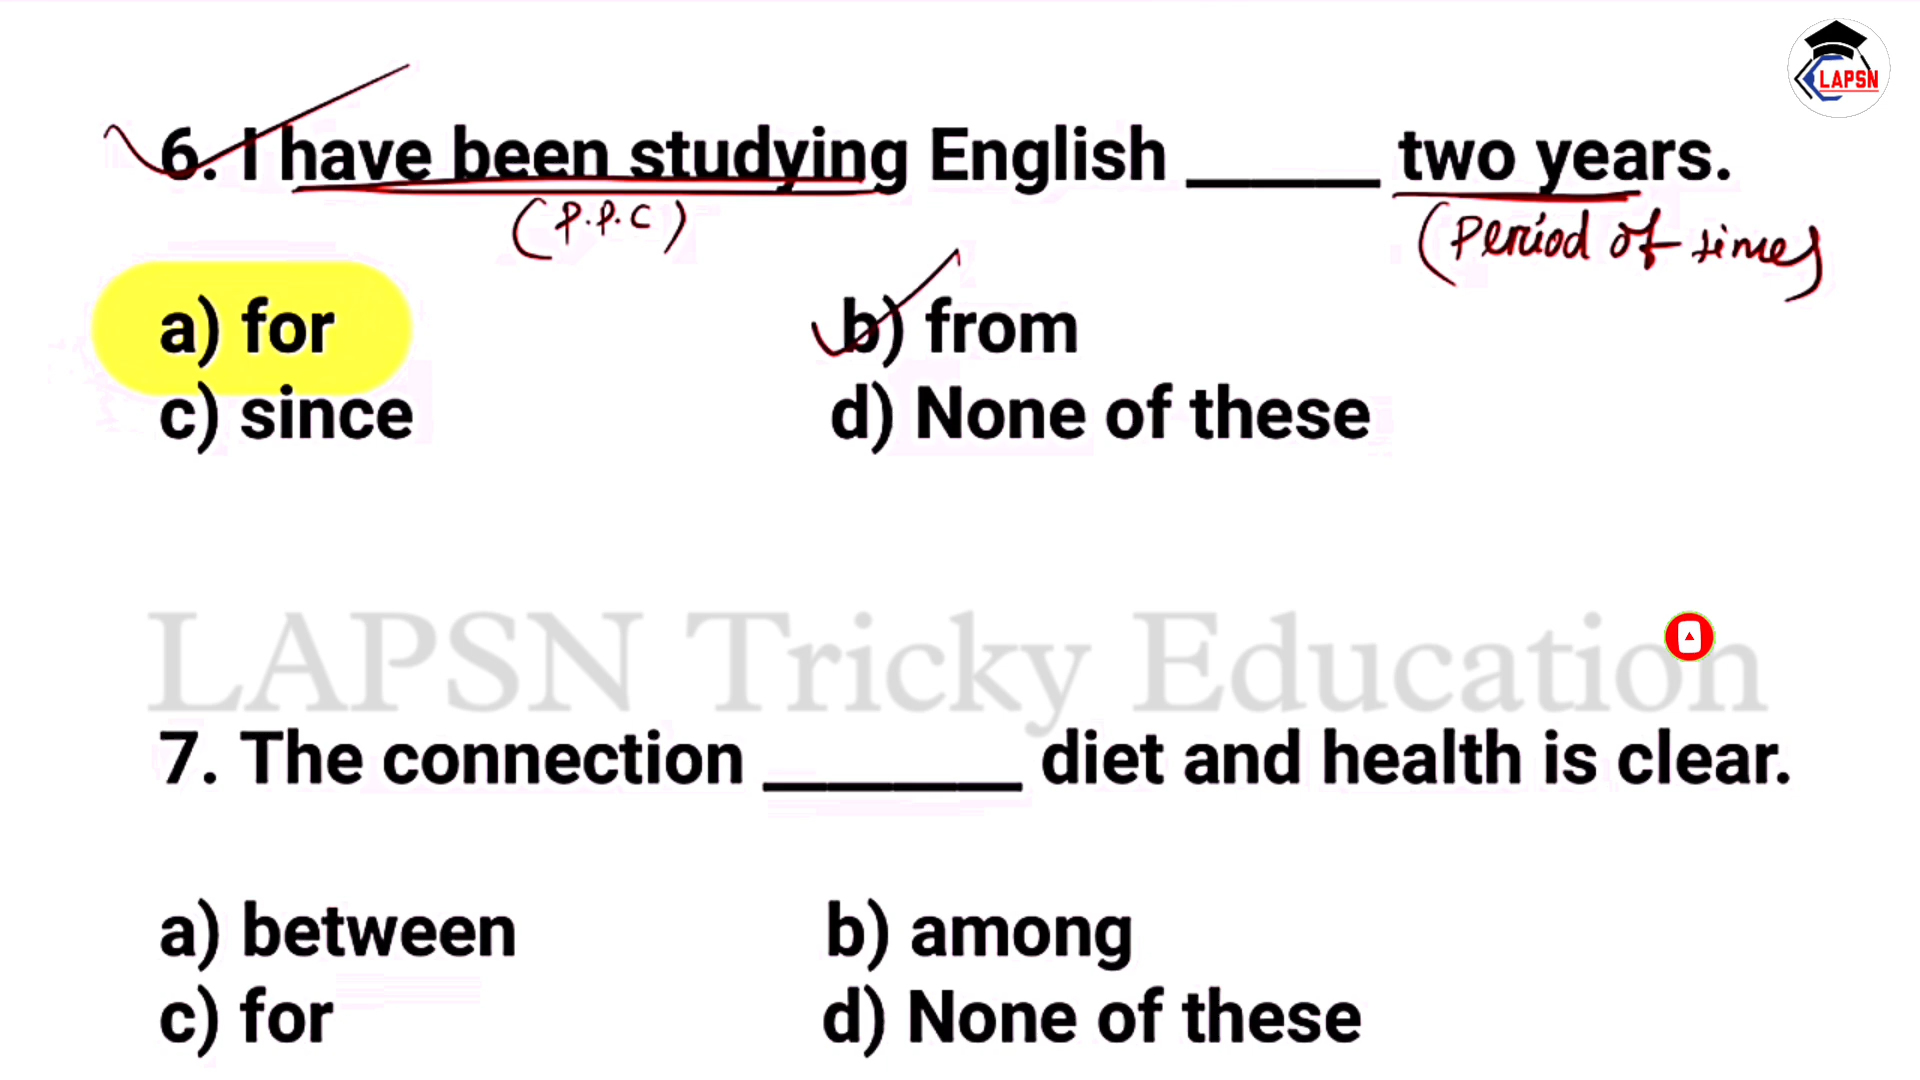 LAPSN
6. I have been studying English _____ two years.
(P.P.C)
(Period of time)
a) for
b) from
c) since
d) None of these
LAPSN Tricky Education
7. The connection _______ diet and health is clear.
a) between
b) among
c) for
d) None of these